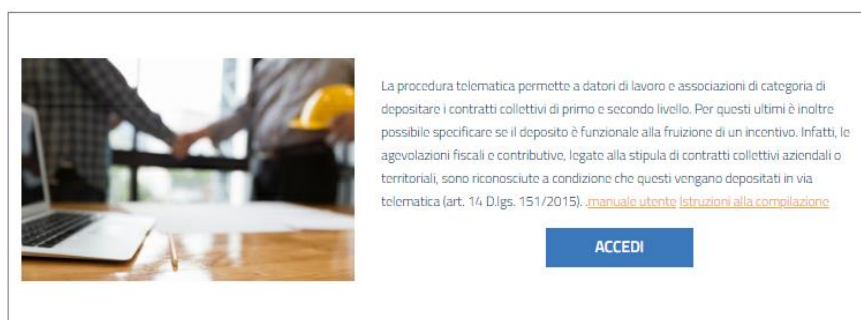 La procedura telematica permette a datori di lavoro e associazioni di categoria di
depositare i contratti collettivi di primo e secondo livello. Per questi ultimi è inoltre
possibile specificare se il deposito è funzionale alla fruizione di un incentivo. Infatti, le
agevolazioni fiscali e contributive, legate alla stipula di contratti collettivi aziendali o
territoriali, sono riconosciute a condizione che questi vengano depositati in via
telematica (art. 14 D.lgs. 151/2015). .manuale utente Istruzioni alla compilazione
ACCEDI